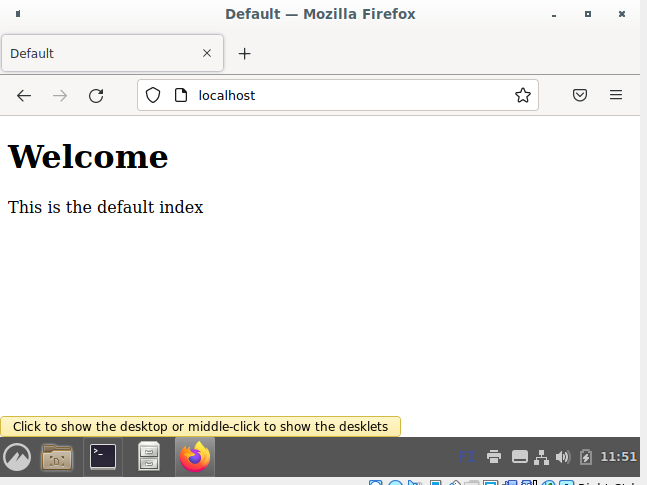 Default — Mozilla Firefox
Default
localhost
Welcome
This is the default index
Click to show the desktop or middle-click to show the desklets
11:51